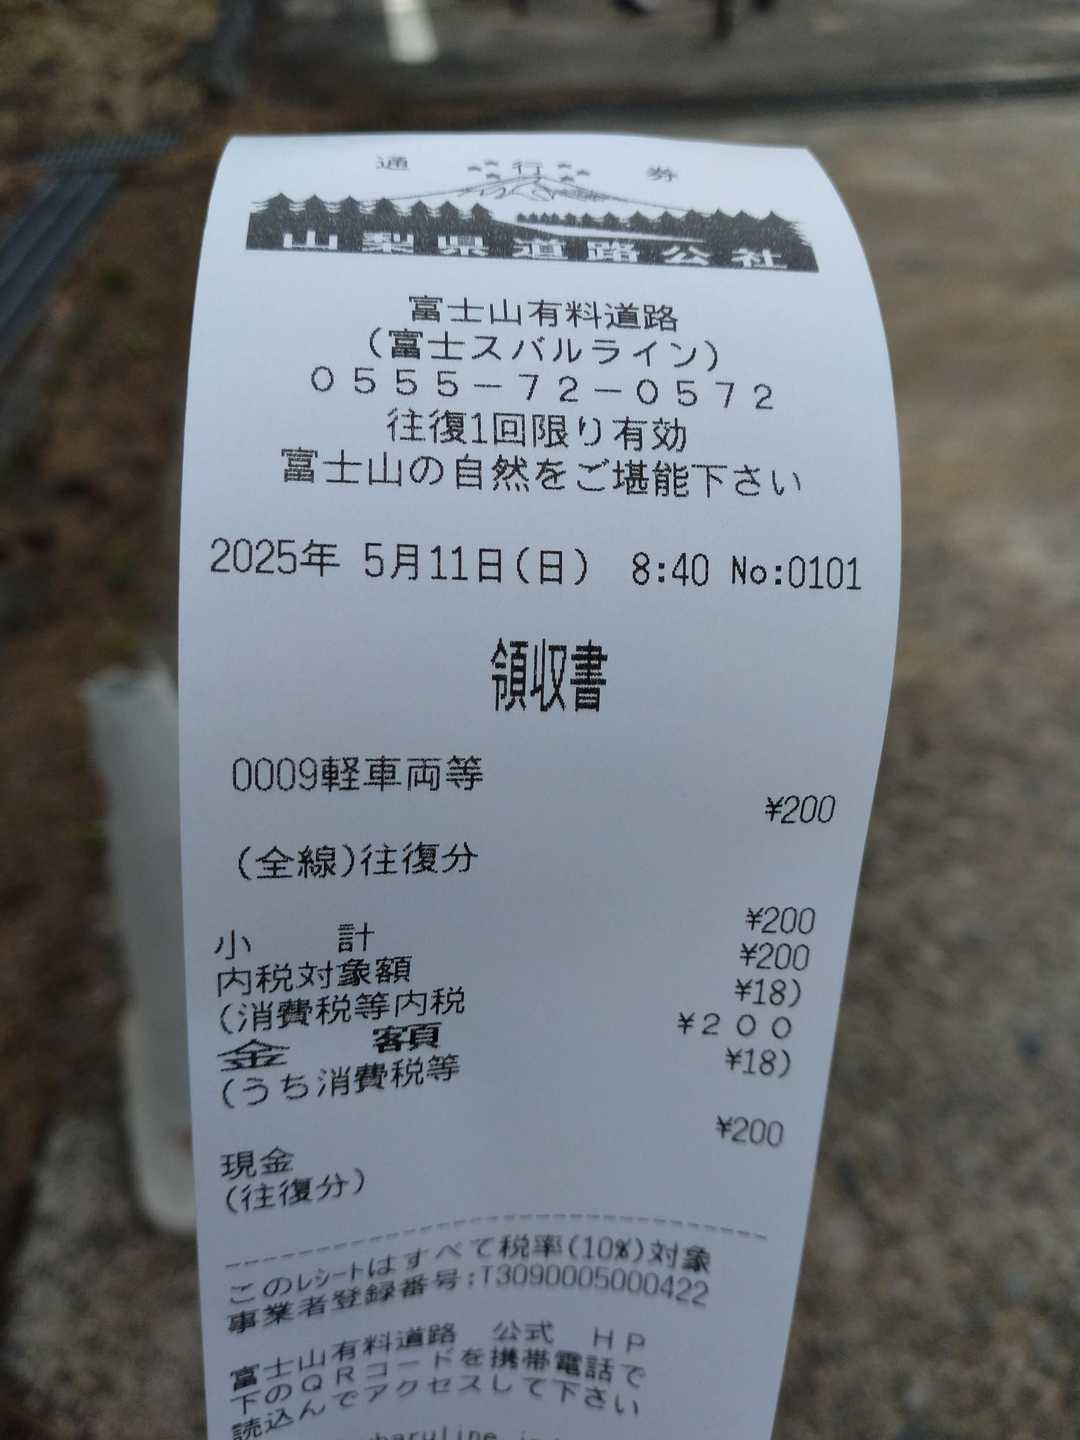 通 行 券
山梨県道路公社
富士山有料道路
(富士スバルライン)
0555-72-0572
往復1回限り有効
富士山の自然をご堪能下さい
2025年 5月11日(日) 8:40 No:0101
領収書
0009軽車両等
¥200
(全線)往復分
小 計 ¥200
内税対象額 ¥200
(消費税等内税 ¥18)
金 額 ¥200
(うち消費税等 ¥18)
現金 ¥200
(往復分)
このレシートはすべて税率(10%)対象
事業者登録番号:T3090005000422
富士山有料道路 公式 HP
下のQRコードを携帯電話で
読込んでアクセスして下さい